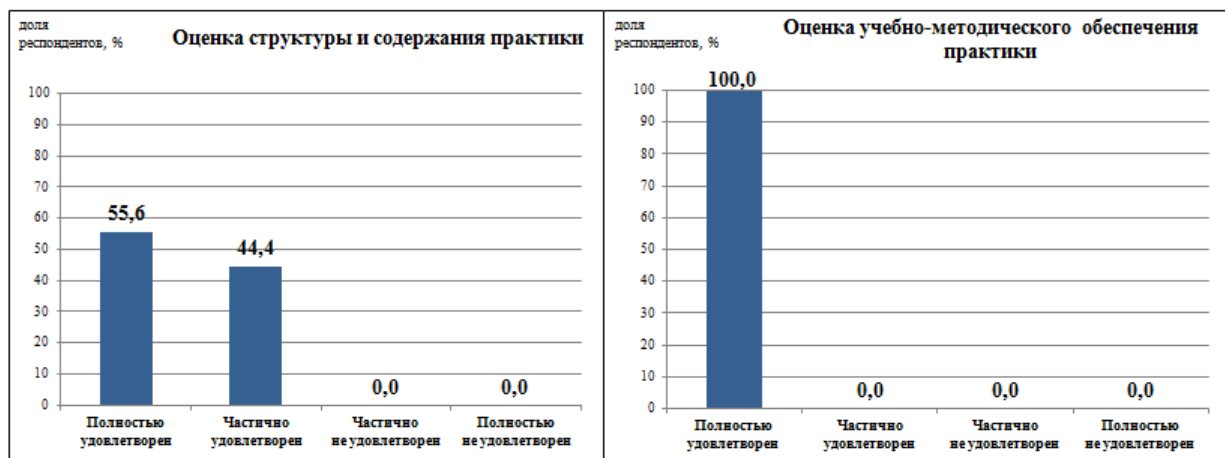 доля
респондентов, %
Оценка структуры и содержания практики
100
90
80
70
60
50
40
30
20
10
0
55,6
44,4
0,0
0,0
Полностью
удовлетворен
Частично
удовлетворен
Частично
не удовлетворен
Полностью
не удовлетворен
доля
респондентов, %
Оценка учебно-методического обеспечения
практики
100
90
80
70
60
50
40
30
20
10
0
100,0
0,0
0,0
0,0
Полностью
удовлетворен
Частично
удовлетворен
Частично
не удовлетворен
Полностью
не удовлетворен